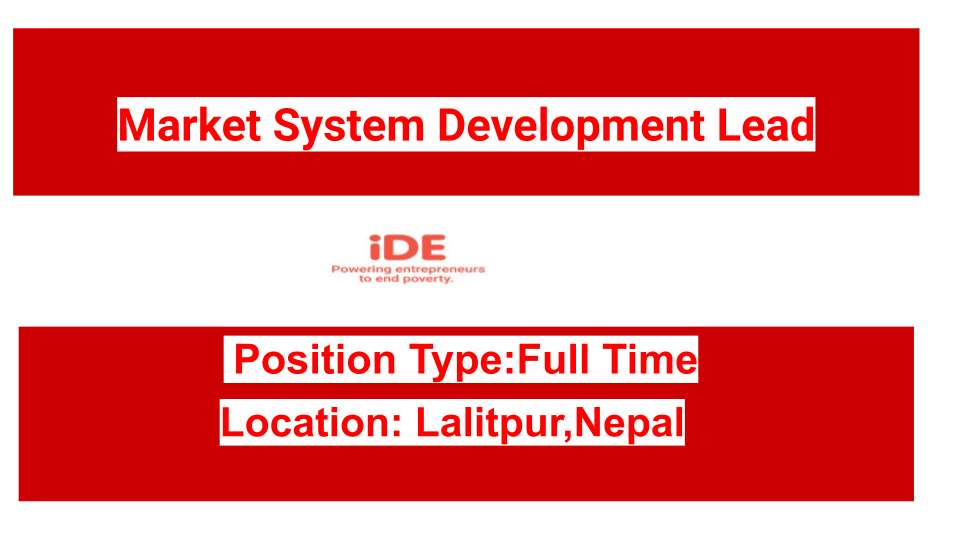 Market System Development Lead
iDE
Powering entrepreneurs
to end poverty.
Position Type:Full Time
Location: Lalitpur,Nepal